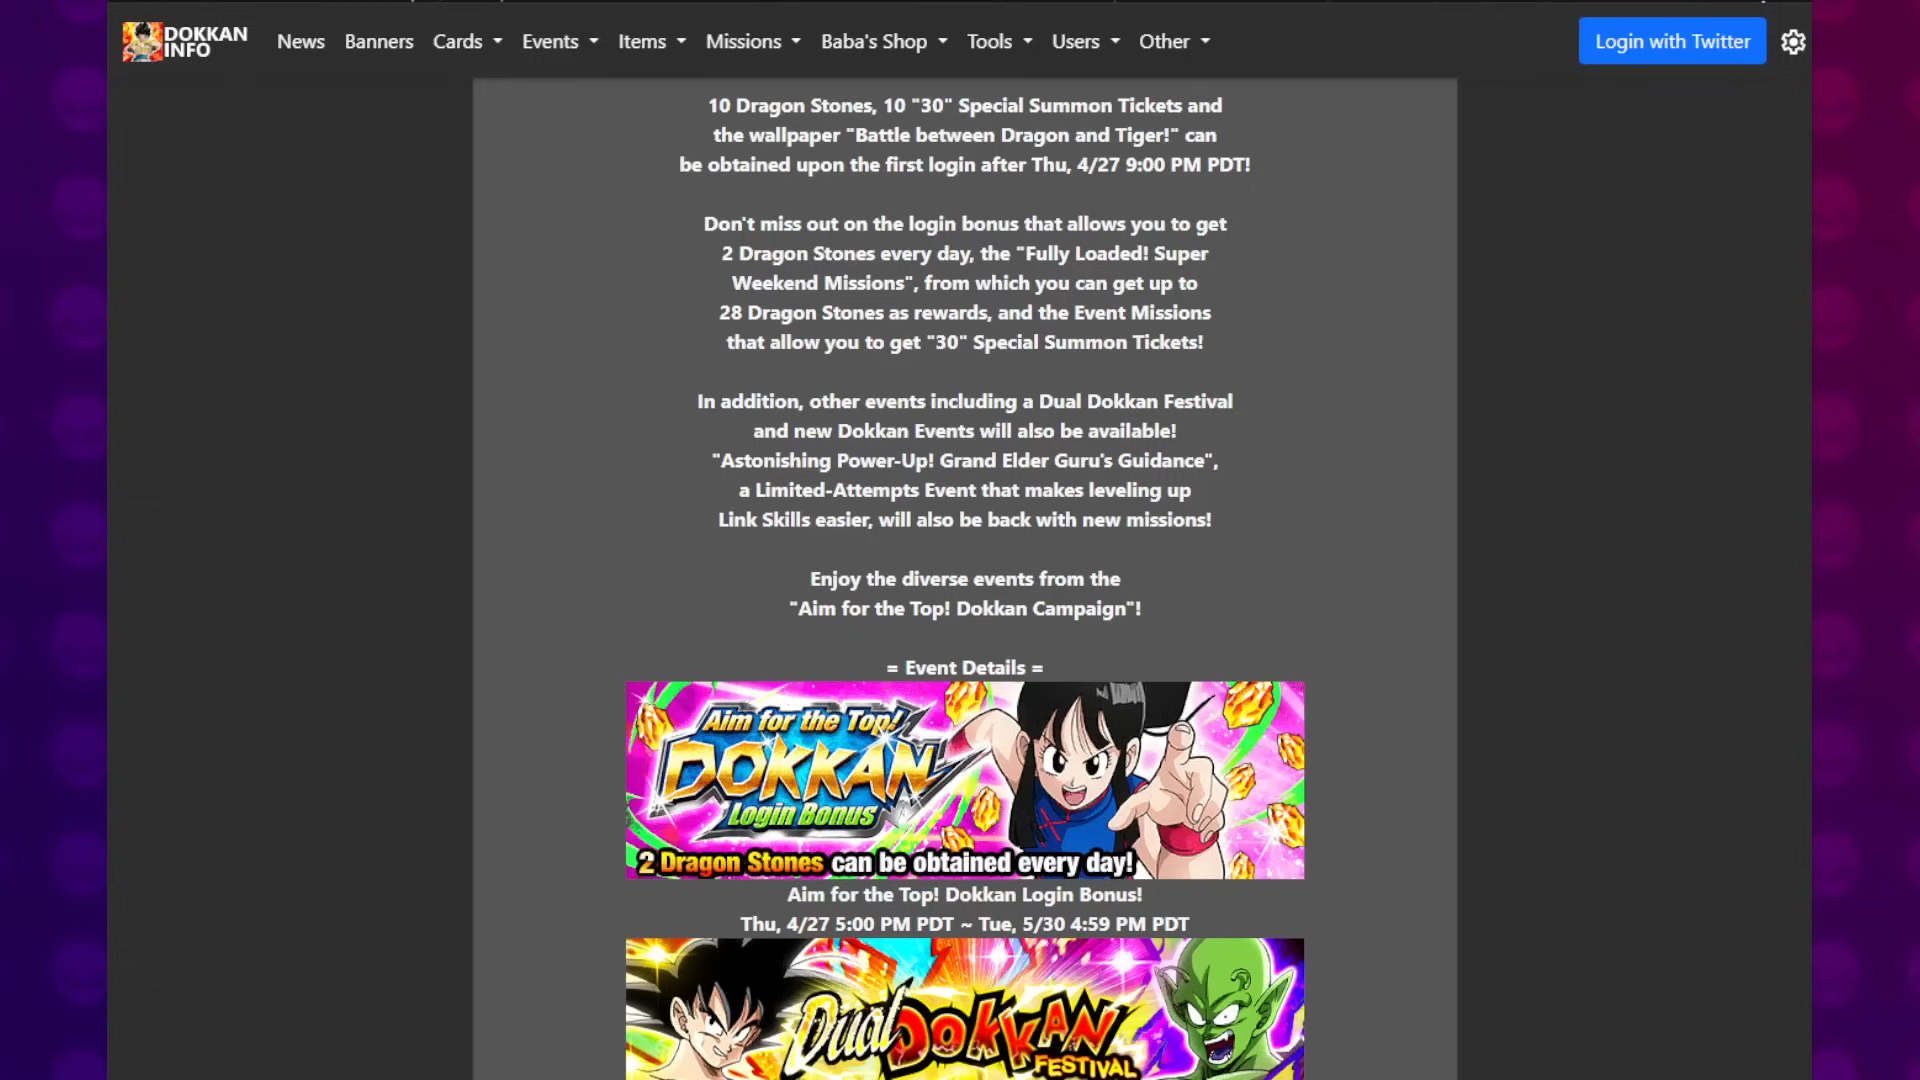 DOKKAN
INFO
News
Banners
Cards
Events
Items
Missions
Baba's Shop
Tools
Users
Other
Login with Twitter
10 Dragon Stones, 10 "30" Special Summon Tickets and
the wallpaper "Battle between Dragon and Tiger!" can
be obtained upon the first login after Thu, 4/27 9:00 PM PDT!
Don't miss out on the login bonus that allows you to get
2 Dragon Stones every day, the "Fully Loaded! Super
Weekend Missions", from which you can get up to
28 Dragon Stones as rewards, and the Event Missions
that allow you to get "30" Special Summon Tickets!
In addition, other events including a Dual Dokkan Festival
and new Dokkan Events will also be available!
"Astonishing Power-Up! Grand Elder Guru's Guidance",
a Limited-Attempts Event that makes leveling up
Link Skills easier, will also be back with new missions!
Enjoy the diverse events from the
"Aim for the Top! Dokkan Campaign"!
= Event Details =
Aim for the Top!
DOKKAN
Login Bonus
2 Dragon Stones can be obtained every day!
Aim for the Top! Dokkan Login Bonus!
Thu, 4/27 5:00 PM PDT ~ Tue, 5/30 4:59 PM PDT
Dual DOKKAN
FESTIVAL